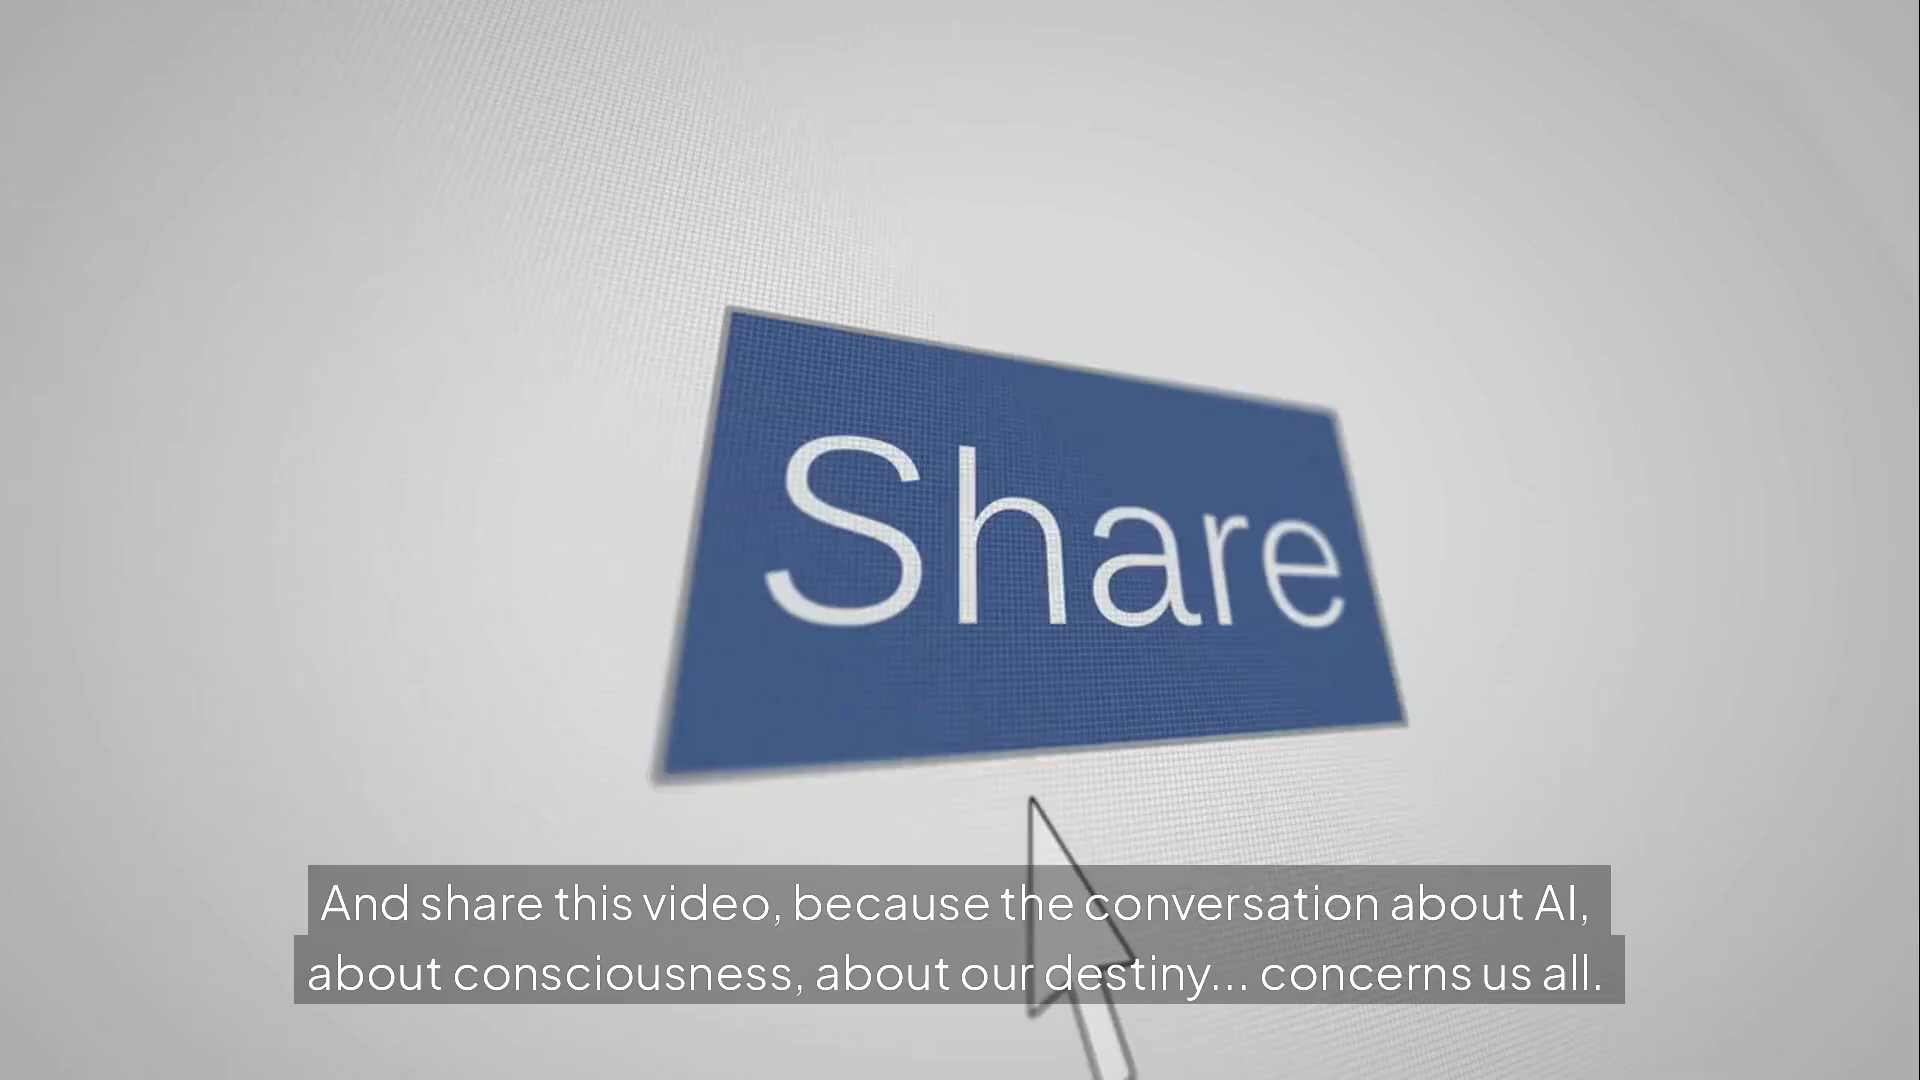 Share
And share this video, because the conversation about AI,
about consciousness, about our destiny... concerns us all.